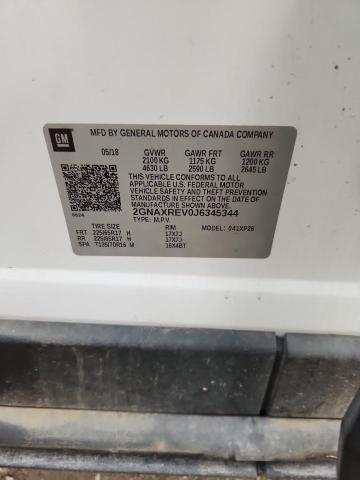 GM
MFD BY GENERAL MOTORS OF CANADA COMPANY
05/18 GVWR GAWR FRT GAWR RR
2100 KG 1175 KG 1200 KG
4630 LB 2590 LB 2645 LB
THIS VEHICLE CONFORMS TO ALL APPLICABLE U.S. FEDERAL MOTOR
VEHICLE SAFETY AND THEFT PREVENTION STANDARDS IN EFFECT ON THE
DATE OF MANUFACTURE SHOWN ABOVE.
2GNAXREV0J6345344
0624 TYPE: M.P.V.
TIRE SIZE RIM MODEL: 041XP26
FRT 225/65R17 H 17X7J
RR 225/65R17 H 17X7J
SPA T135/70R16 M 16X4BT